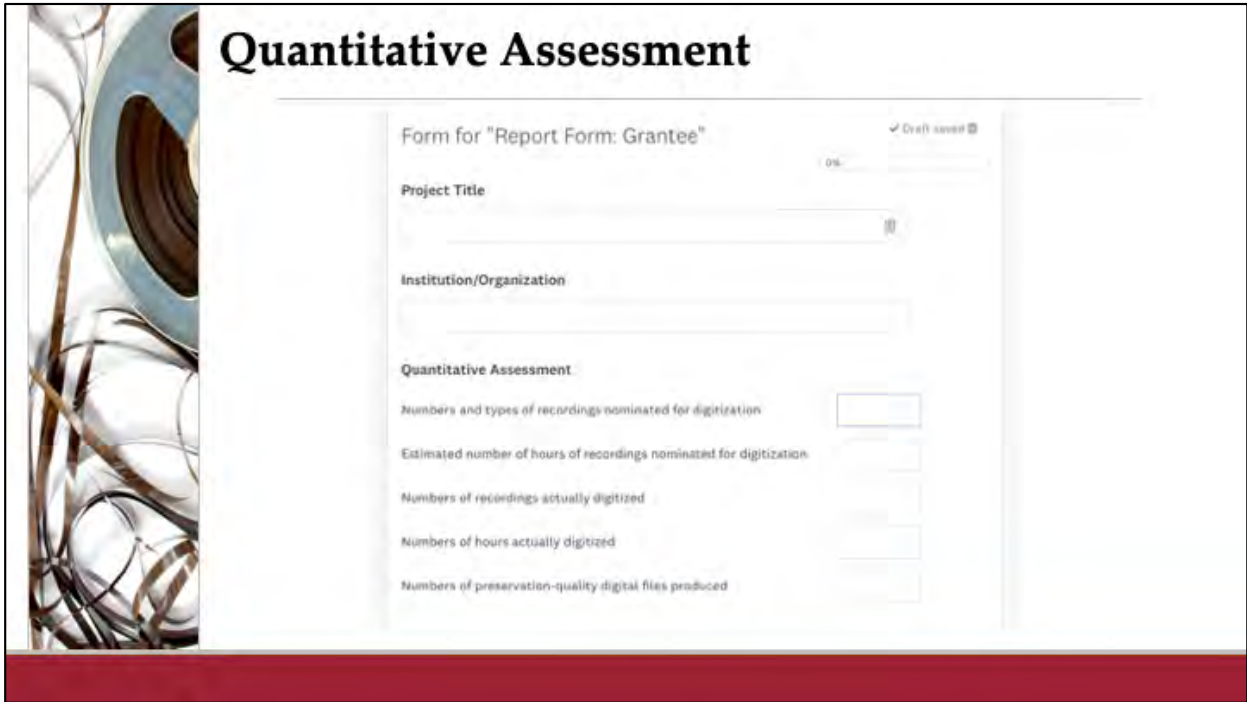 Quantitative Assessment
Form for "Report Form: Grantee"
✔ Draft saved
0%
Project Title
Institution/Organization
Quantitative Assessment
Numbers and types of recordings nominated for digitization
Estimated number of hours of recordings nominated for digitization
Numbers of recordings actually digitized
Numbers of hours actually digitized
Numbers of preservation-quality digital files produced